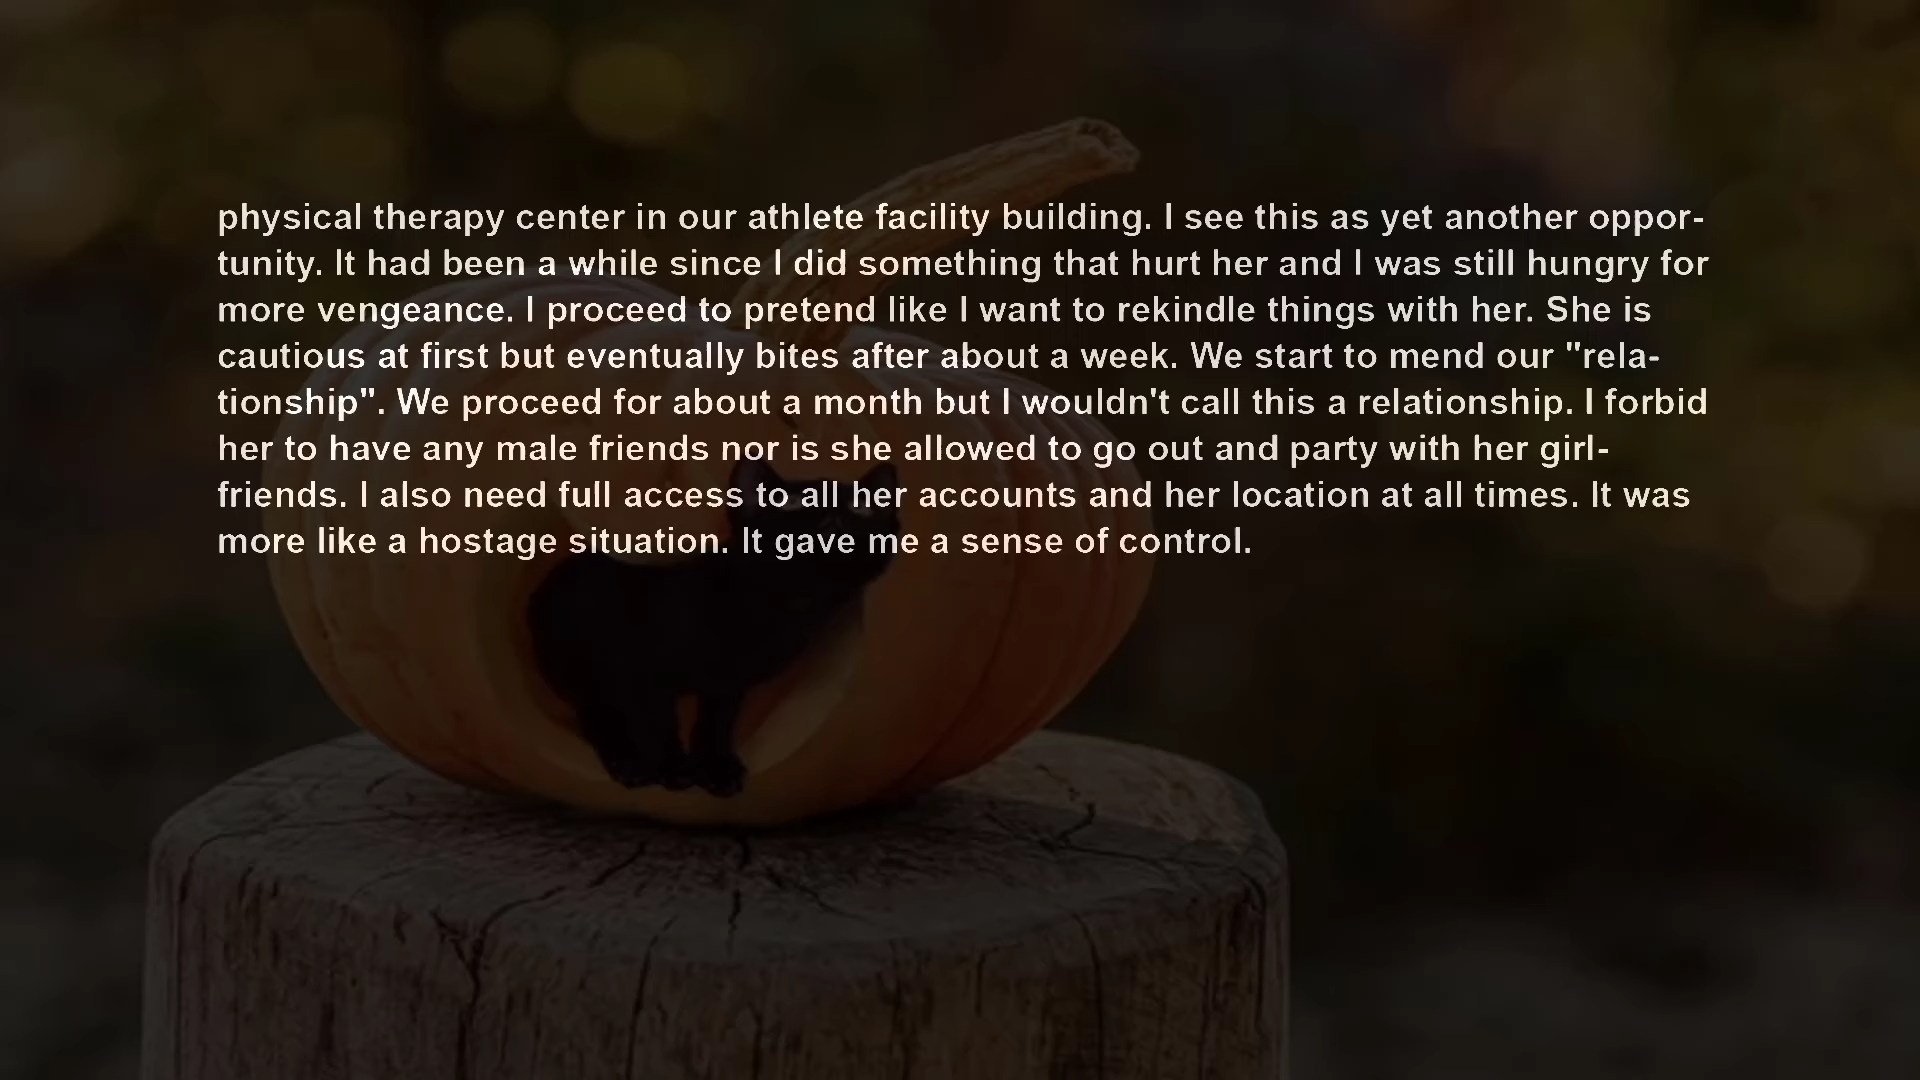 physical therapy center in our athlete facility building. I see this as yet another oppor-
tunity. It had been a while since I did something that hurt her and I was still hungry for
more vengeance. I proceed to pretend like I want to rekindle things with her. She is
cautious at first but eventually bites after about a week. We start to mend our "rela-
tionship". We proceed for about a month but I wouldn't call this a relationship. I forbid
her to have any male friends nor is she allowed to go out and party with her girl-
friends. I also need full access to all her accounts and her location at all times. It was
more like a hostage situation. It gave me a sense of control.